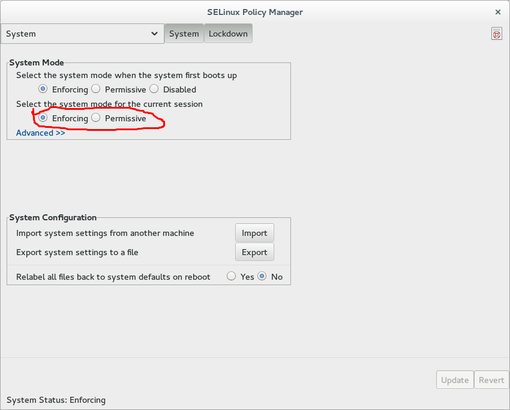 SELinux Policy Manager
System
System Lockdown
System Mode
Select the system mode when the system first boots up
Enforcing Permissive Disabled
Select the system mode for the current session
Enforcing Permissive
Advanced >>
System Configuration
Import system settings from another machine Import
Export system settings to a file Export
Relabel all files back to system defaults on reboot Yes No
Update Revert
System Status: Enforcing